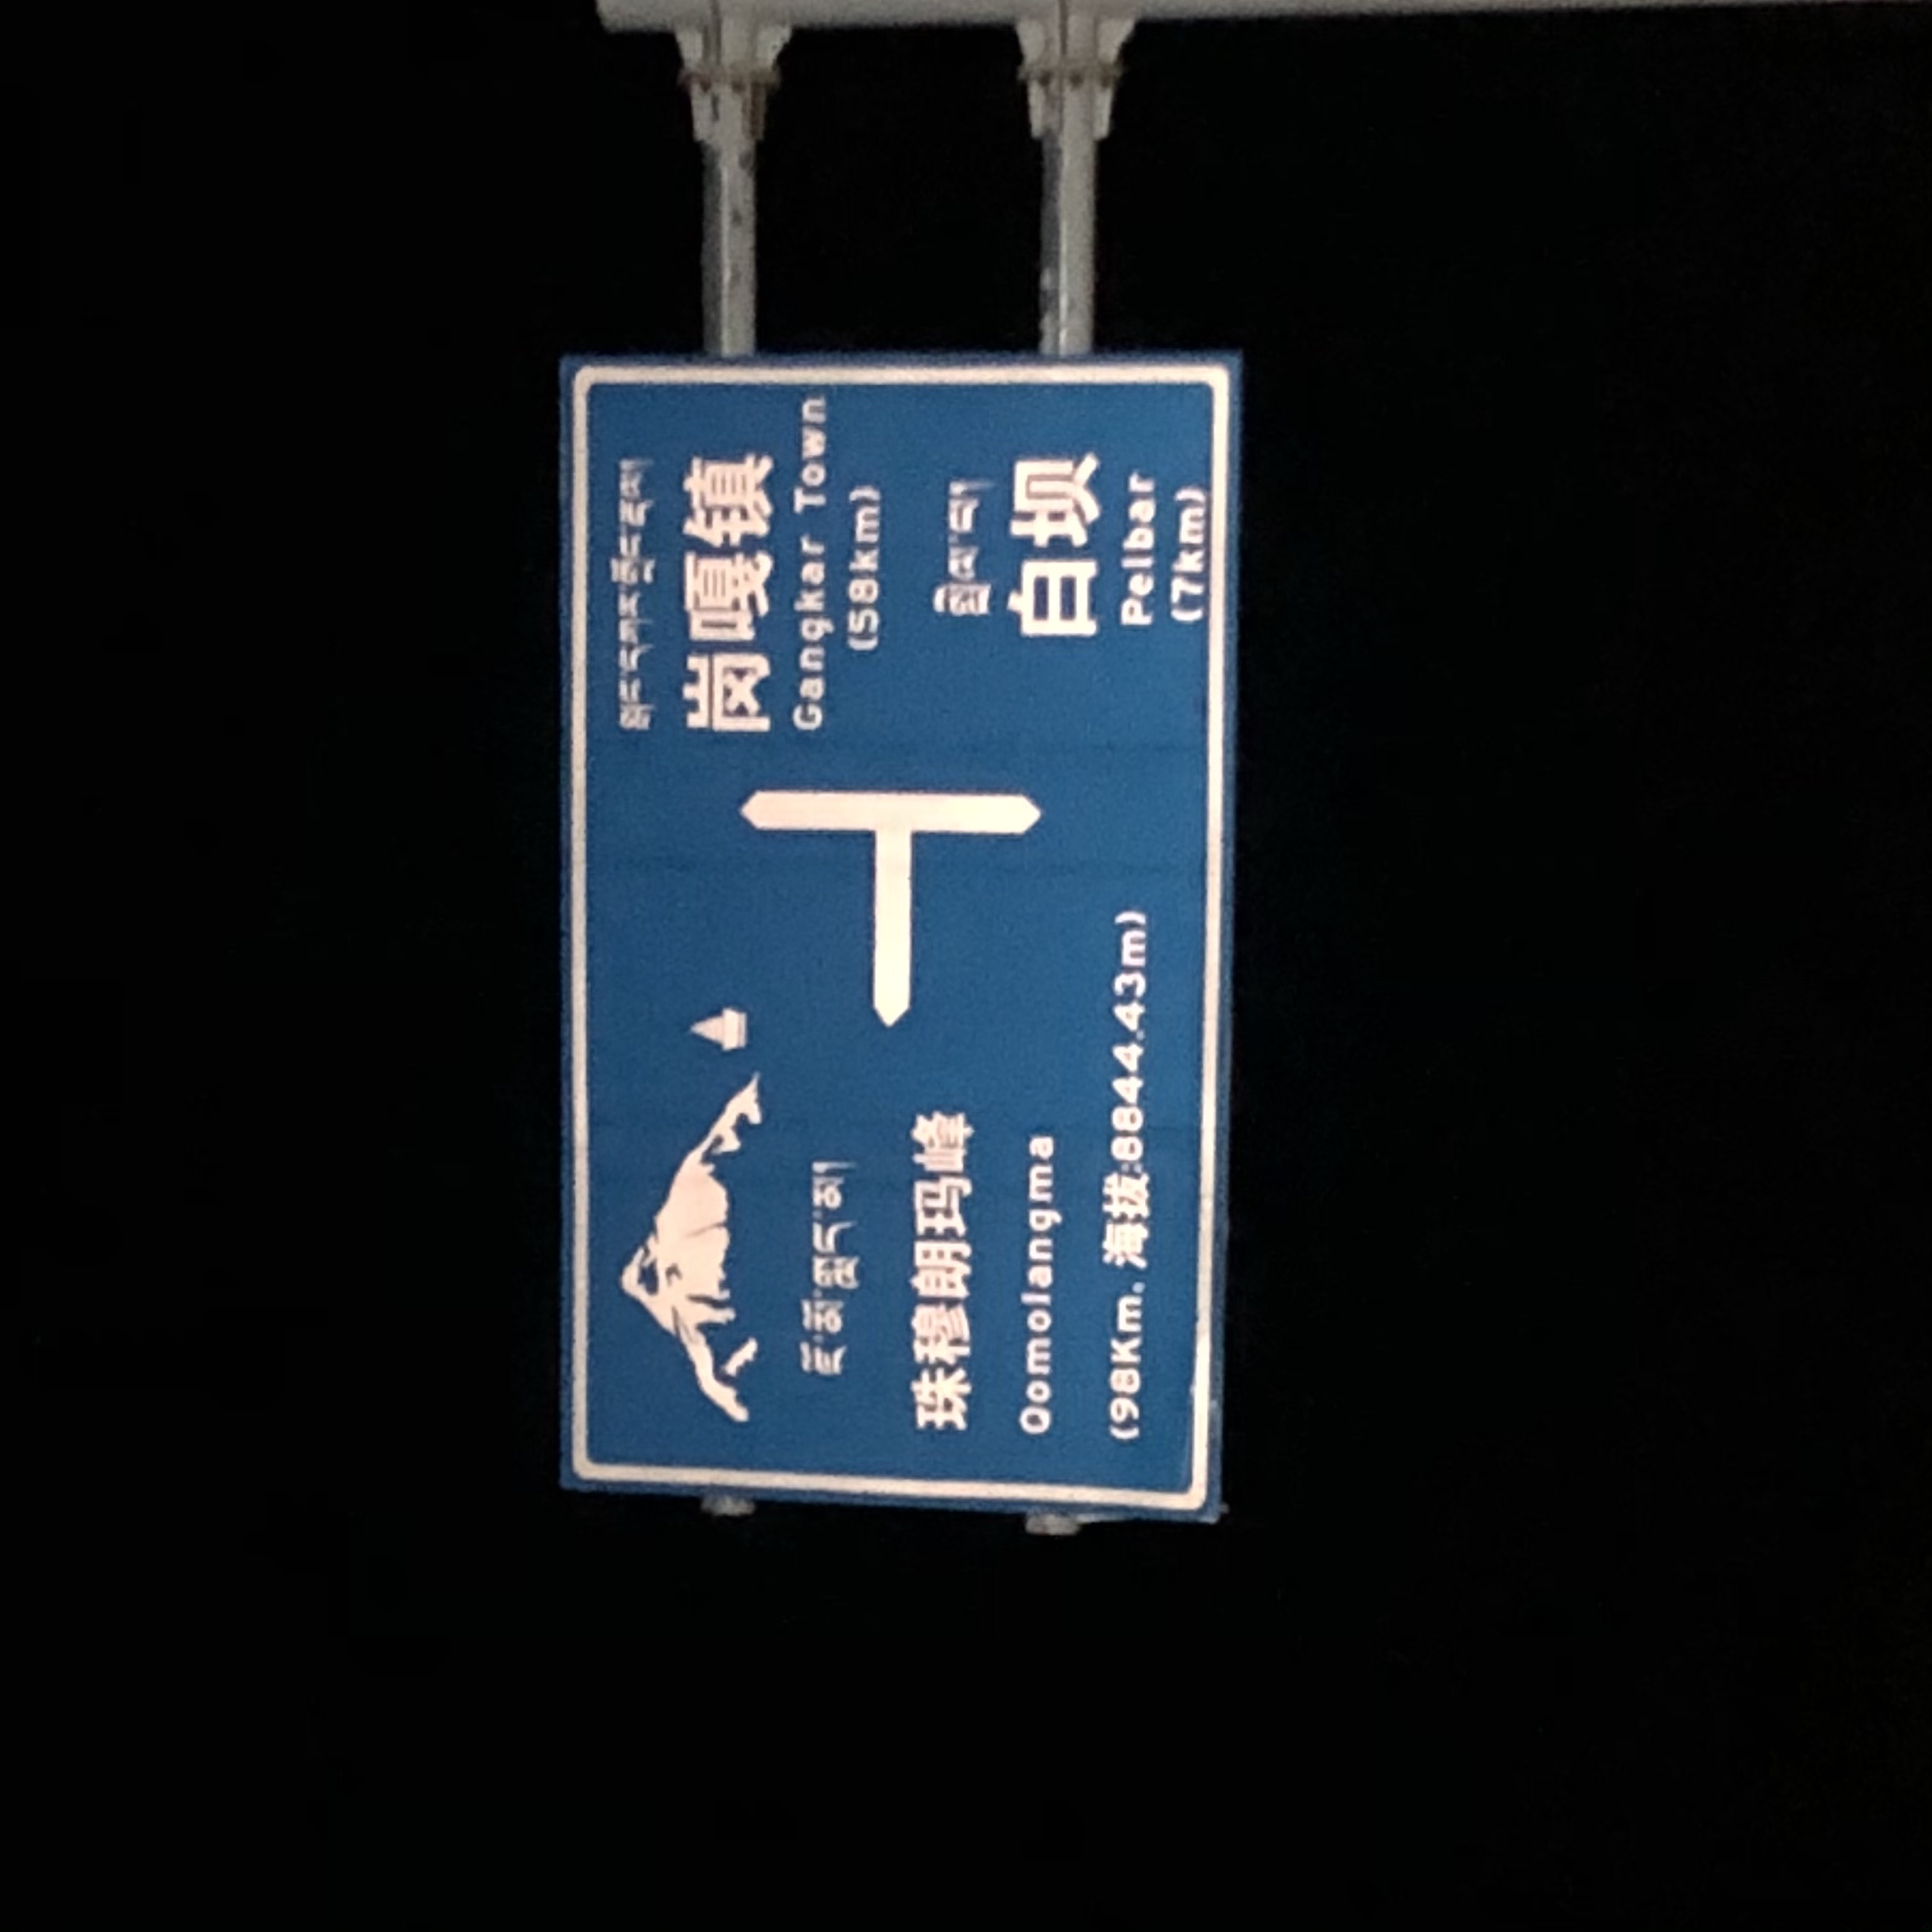 ཇོ་མོ་གླང་མ།
珠穆朗玛峰
Qomolangma
(98Km. 海拔:8844.43m)
岗嘎镇
Gangkar Town
(58km)
白坝
Pelbar
(7km)